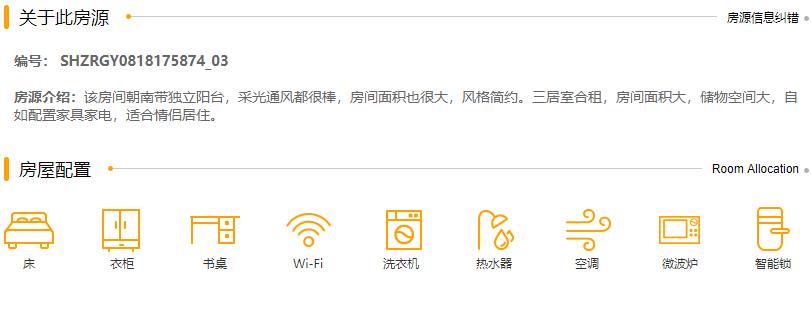 关于此房源
房源信息纠错
编号： SHZRGY0818175874_03
房源介绍：该房间朝南带独立阳台，采光通风都很棒，房间面积也很大，风格简约。三居室合租，房间面积大，储物空间大，自
如配置家具家电，适合情侣居住。
房屋配置
Room Allocation
床 衣柜 书桌 Wi-Fi 洗衣机 热水器 空调 微波炉 智能锁